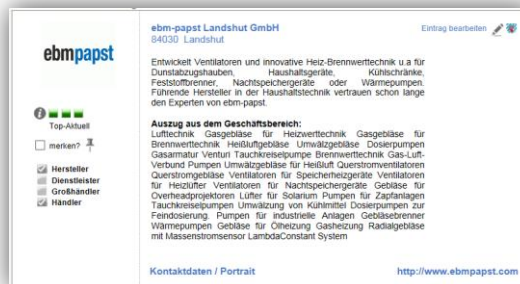 ebm-papst Landshut GmbH
84030 Landshut
Eintrag bearbeiten
ebmpapst
Entwickelt Ventilatoren und innovative Heiz-Brennwerttechnik u.a für
Dunstabzugshauben, Haushaltsgeräte, Kühlschränke,
Feststoffbrenner, Nachtspeichergeräte oder Wärmepumpen.
Führende Hersteller in der Haushaltstechnik vertrauen schon lange
den Experten von ebm-papst.
Top-Aktuell
merken?
Hersteller
Dienstleister
Großhändler
Händler
Auszug aus dem Geschäftsbereich:
Lufttechnik Gasgebläse für Heizwerttechnik Gasgebläse für
Brennwerttechnik Heißluftgebläse Umwälzgebläse Dosierpumpen
Gasarmatur Venturi Tauchkreiselpumpe Brennwerttechnik Gas-Luft-
Verbund Pumpen Umwälzgebläse für Heißluft Querstromventilatoren
Querstromgebläse Ventilatoren für Speicherheizgeräte Ventilatoren
für Heizlüfter Ventilatoren für Nachtspeichergeräte Gebläse für
Overheadprojektoren Lüfter für Solarium Pumpen für Zapfanlagen
Tauchkreiselpumpen Umwälzung von Kühlmittel Dosierpumpen zur
Feindosierung. Pumpen für industrielle Anlagen Gebläsebrenner
Wärmepumpen Gebläse für Ölheizung Gasheizung Radialgebläse
mit Massenstromsensor LambdaConstant System
Kontaktdaten / Portrait
http://www.ebmpapst.com